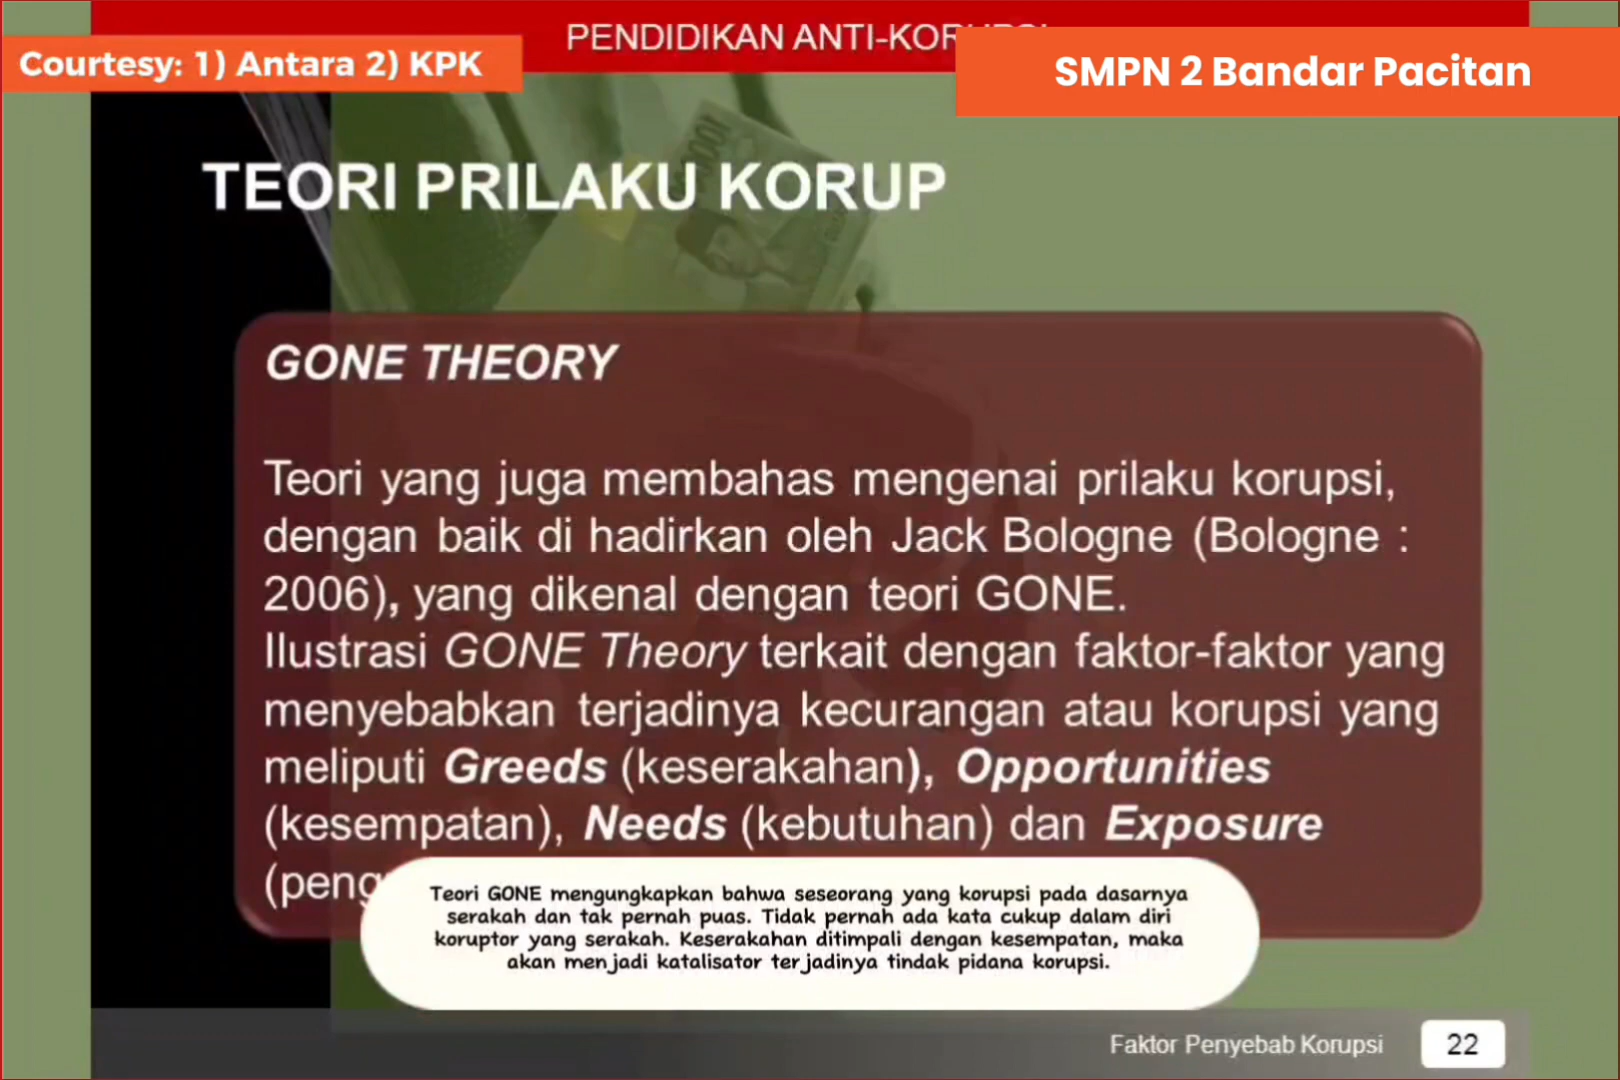 PENDIDIKAN
Courtesy: 1) Antara 2) KPK
SMPN 2 Bandar Pacitan
TEORI PRILAKU KORUP
GONE THEORY
Teori yang juga membahas mengenai prilaku korupsi,
dengan baik di hadirkan oleh Jack Bologne (Bologne :
2006), yang dikenal dengan teori GONE.
Ilustrasi GONE Theory terkait dengan faktor-faktor yang
menyebabkan terjadinya kecurangan atau korupsi yang
meliputi Greeds (keserakahan), Opportunities
(kesempatan), Needs (kebutuhan) dan Exposure
Teori GONE mengungkapkan bahwa seseorang yang korupsi pada dasarnya
serakah dan tak pernah puas. Tidak pernah ada kata cukup dalam diri
koruptor yang serakah. Keserakahan ditimpali dengan kesempatan, maka
akan menjadi katalisator terjadinya tindak pidana korupsi.
Faktor Penyebab Korupsi
22